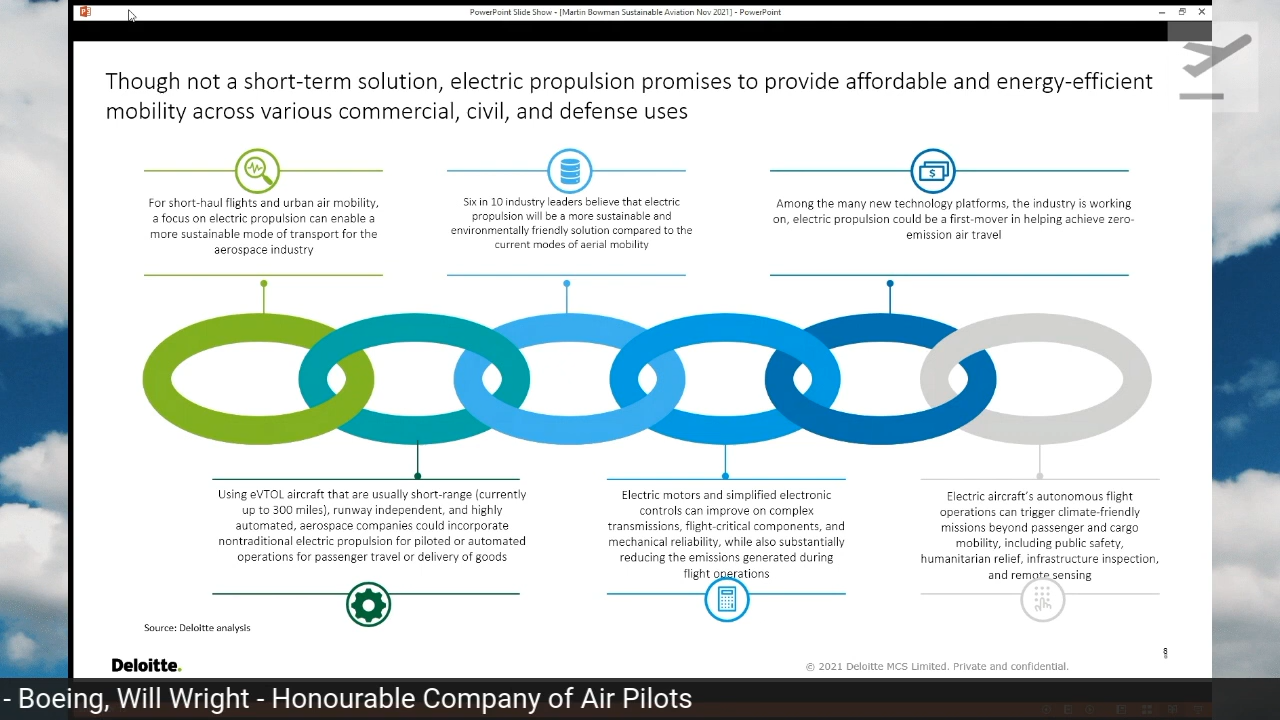 PowerPoint Slide Show - [Martin Bowman Sustainable Aviation Nov 2021] - PowerPoint
Though not a short-term solution, electric propulsion promises to provide affordable and energy-efficient
mobility across various commercial, civil, and defense uses
For short-haul flights and urban air mobility,
a focus on electric propulsion can enable a
more sustainable mode of transport for the
aerospace industry
Six in 10 industry leaders believe that electric
propulsion will be a more sustainable and
environmentally friendly solution compared to the
current modes of aerial mobility
$
Among the many new technology platforms, the industry is working
on, electric propulsion could be a first-mover in helping achieve zero-
emission air travel
Using eVTOL aircraft that are usually short-range (currently
up to 300 miles), runway independent, and highly
automated, aerospace companies could incorporate
nontraditional electric propulsion for piloted or automated
operations for passenger travel or delivery of goods
Electric motors and simplified electronic
controls can improve on complex
transmissions, flight-critical components, and
mechanical reliability, while also substantially
reducing the emissions generated during
flight operations
Electric aircraft's autonomous flight
operations can trigger climate-friendly
missions beyond passenger and cargo
mobility, including public safety,
humanitarian relief, infrastructure inspection,
and remote sensing
Source: Deloitte analysis
Deloitte.
© 2021 Deloitte MCS Limited. Private and confidential.
8
- Boeing, Will Wright - Honourable Company of Air Pilots